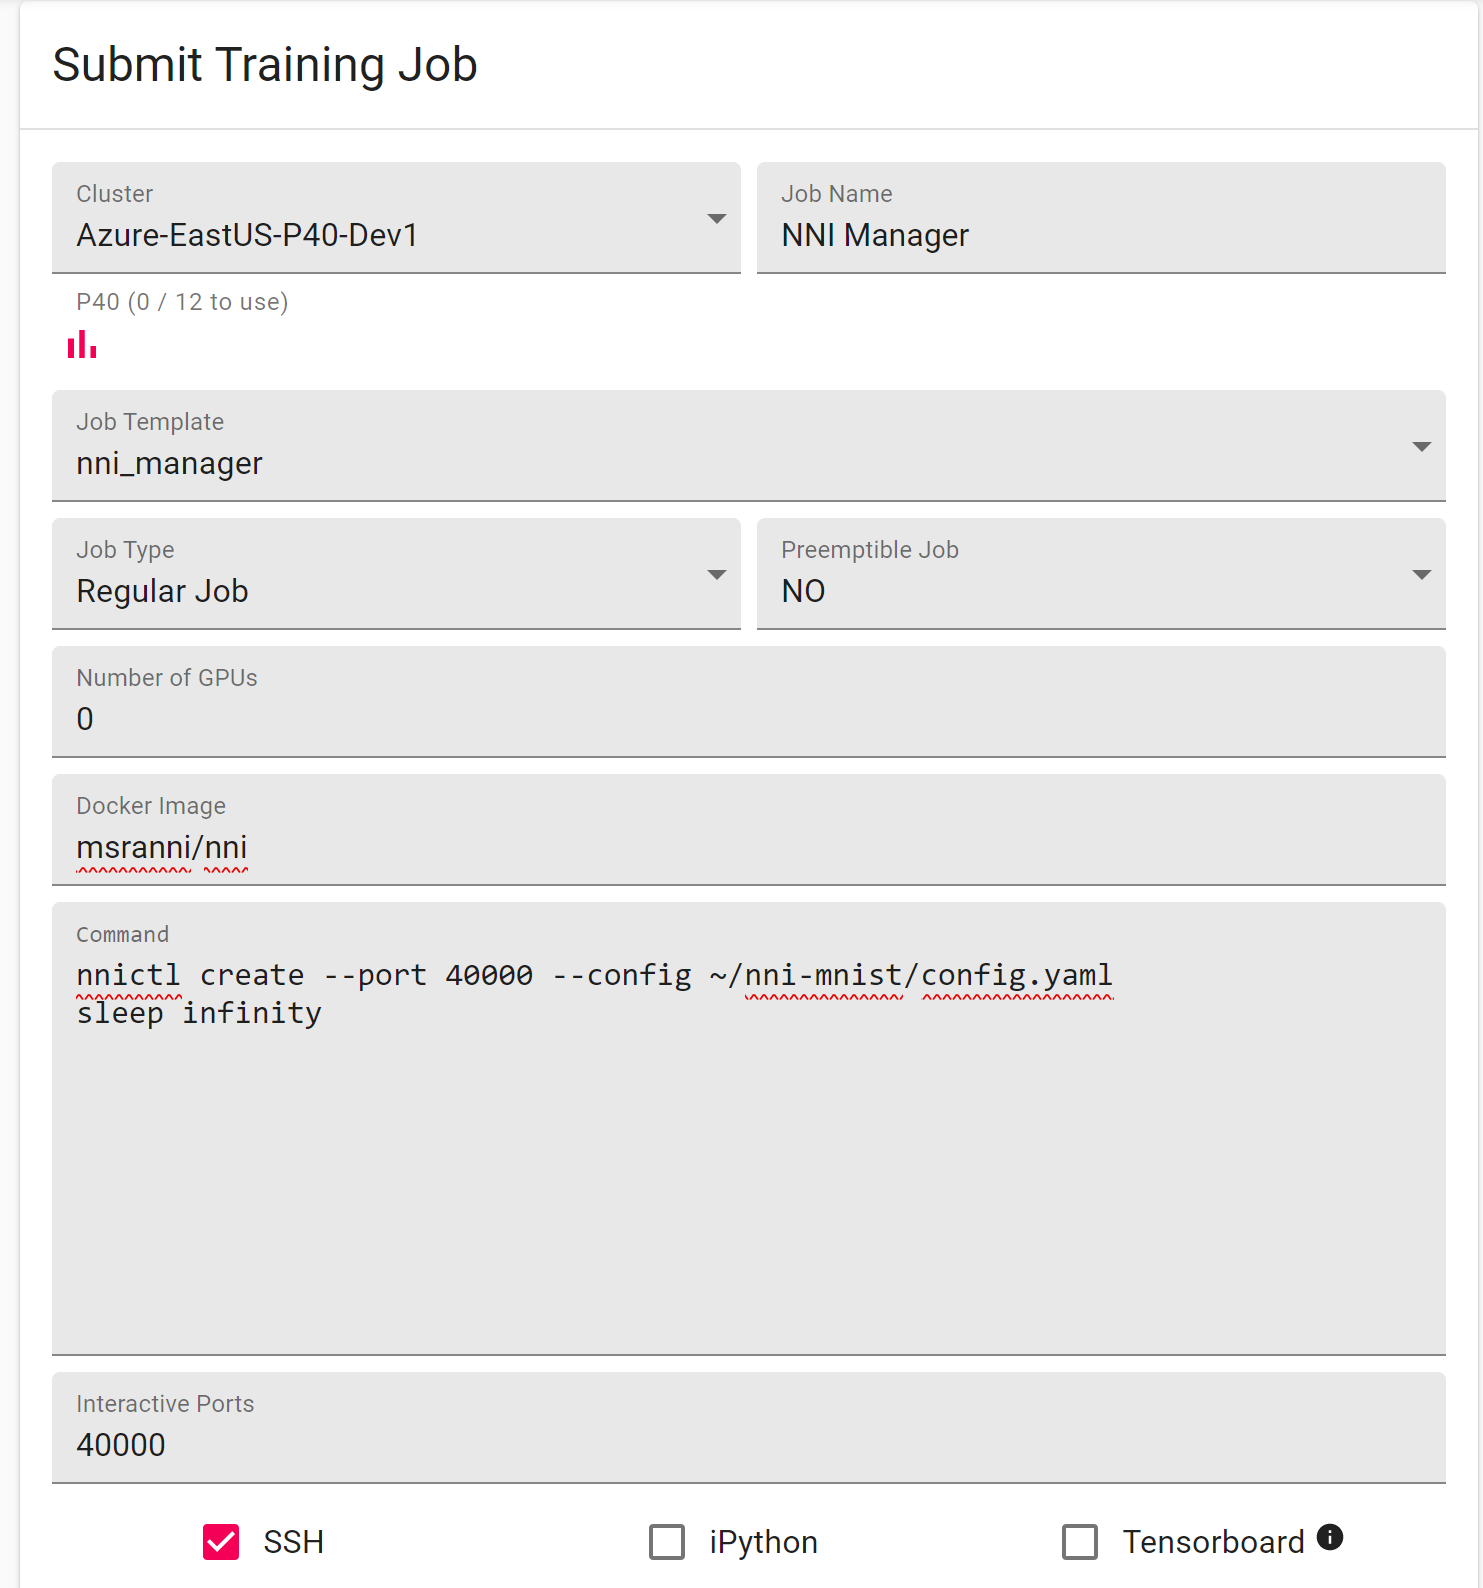 Submit Training Job
Cluster
Azure-EastUS-P40-Dev1
Job Name
NNI Manager
P40 (0 / 12 to use)
Job Template
nni_manager
Job Type
Regular Job
Preemptible Job
NO
Number of GPUs
0
Docker Image
msranni/nni
Command
nnictl create --port 40000 --config ~/nni-mnist/config.yaml
sleep infinity
Interactive Ports
40000
SSH
iPython
Tensorboard